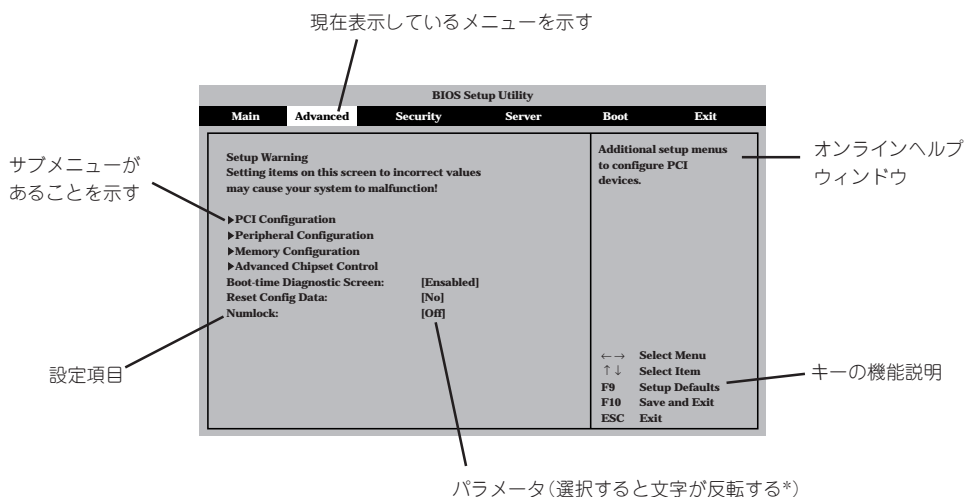 現在表示しているメニューを示す
BIOS Setup Utility
Main Advanced Security Server Boot Exit
サブメニューが
あることを示す
Setup Warning
Setting items on this screen to incorrect values
may cause your system to malfunction!
▶PCI Configuration
▶Peripheral Configuration
▶Memory Configuration
▶Advanced Chipset Control
Boot-time Diagnostic Screen: [Ensabled]
Reset Config Data: [No]
Numlock: [Off]
設定項目
Additional setup menus
to configure PCI
devices.
オンラインヘルプ
ウィンドウ
←→ Select Menu
↑↓ Select Item
F9 Setup Defaults
F10 Save and Exit
ESC Exit
キーの機能説明
パラメータ(選択すると文字が反転する*)